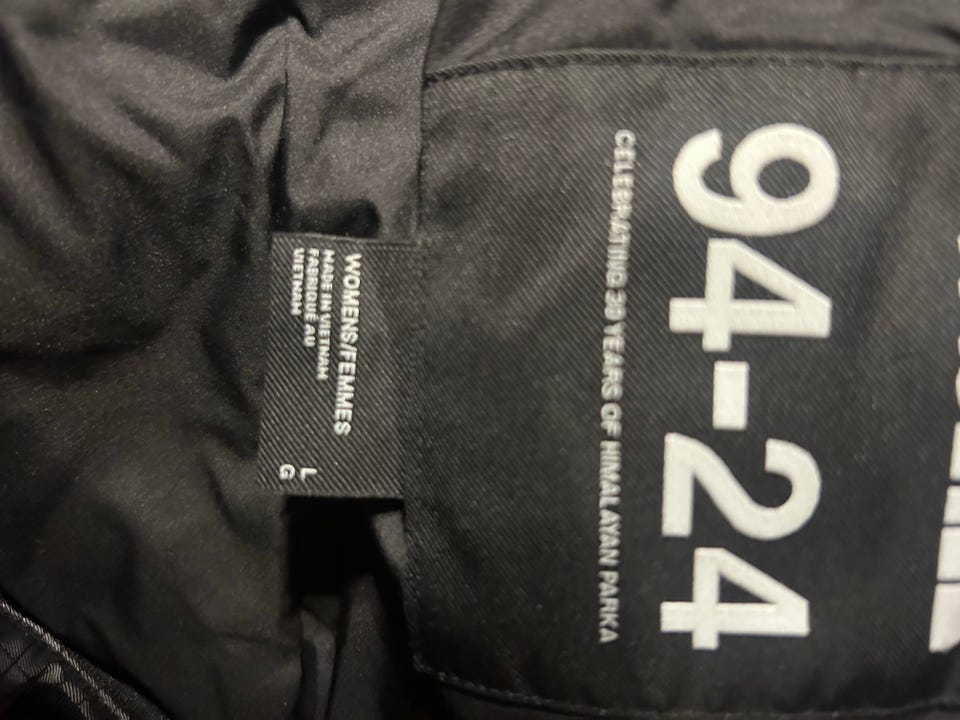 94-24
CELEBRATING 30 YEARS OF HIMALAYAN PARKA
WOMENS/FEMMES
MADE IN VIETNAM
FABRIQUÉ AU
VIETNAM
L
G